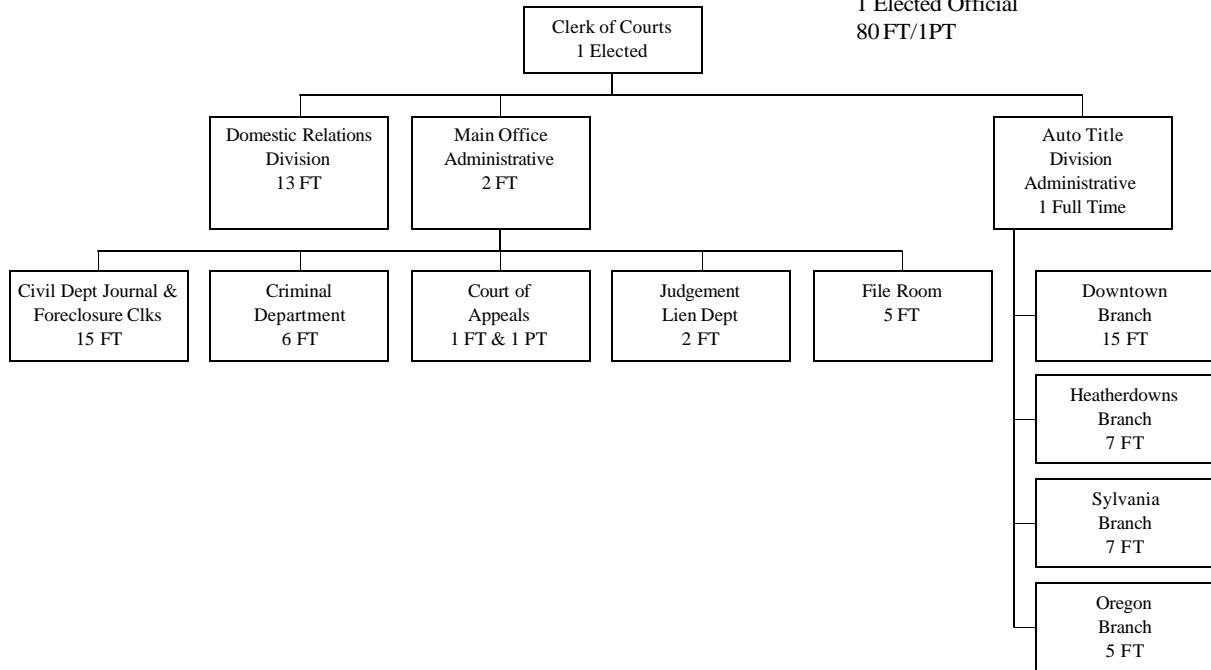 1 Elected Official
80 FT/1PT
Clerk of Courts
1 Elected
Domestic Relations
Division
13 FT
Main Office
Administrative
2 FT
Auto Title
Division
Administrative
1 Full Time
Civil Dept Journal &
Foreclosure Clks
15 FT
Criminal
Department
6 FT
Court of
Appeals
1 FT & 1 PT
Judgement
Lien Dept
2 FT
File Room
5 FT
Downtown
Branch
15 FT
Heatherdowns
Branch
7 FT
Sylvania
Branch
7 FT
Oregon
Branch
5 FT